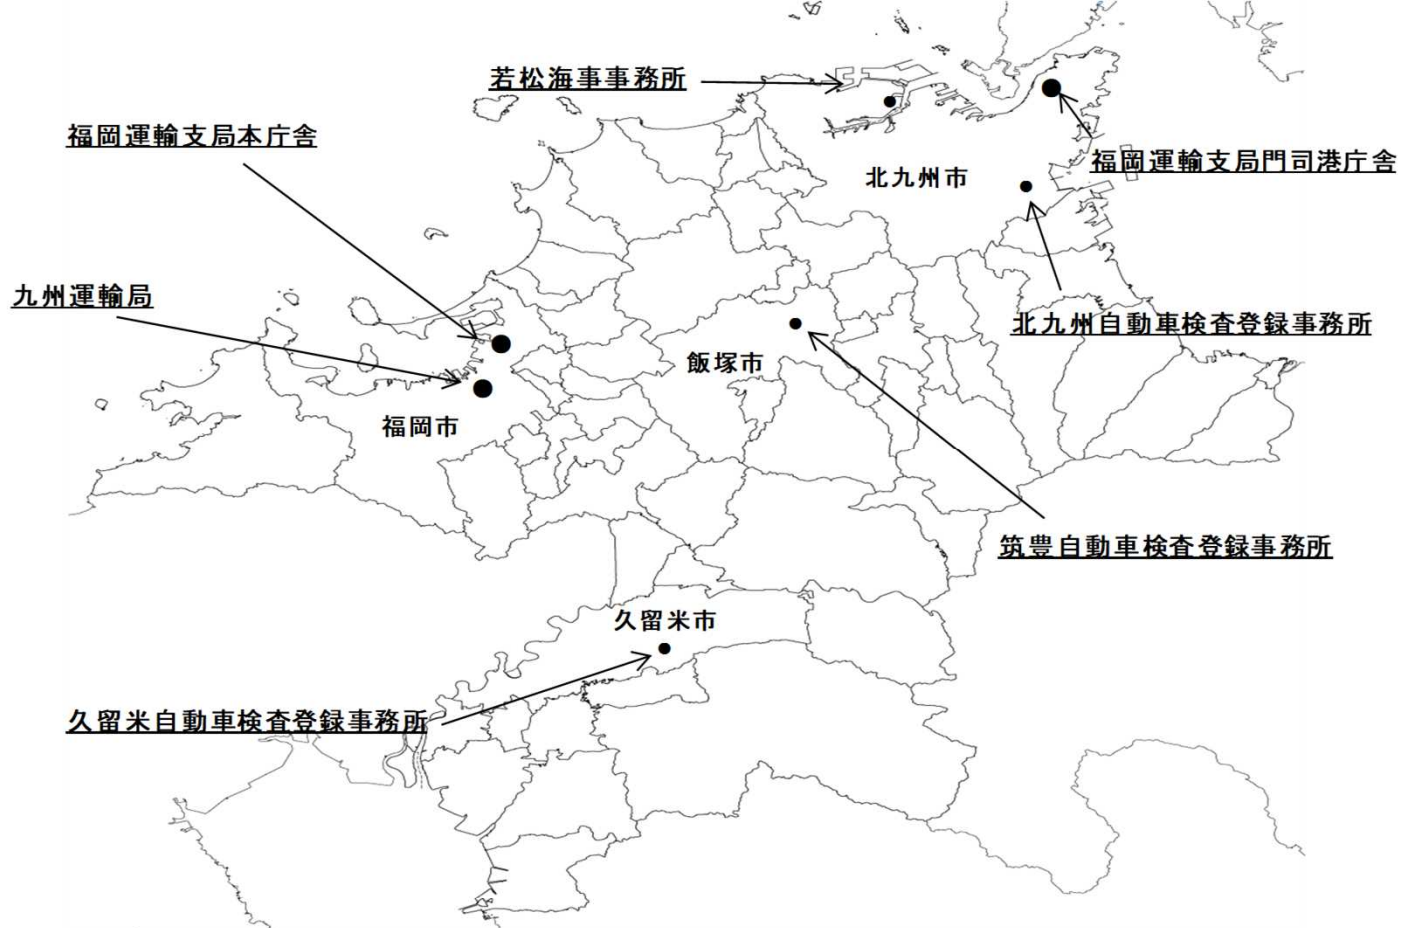 若松海事事務所
福岡運輸支局本庁舎
福岡運輸支局門司港庁舎
北九州市
九州運輸局
北九州自動車検査登録事務所
飯塚市
福岡市
筑豊自動車検査登録事務所
久留米市
久留米自動車検査登録事務所